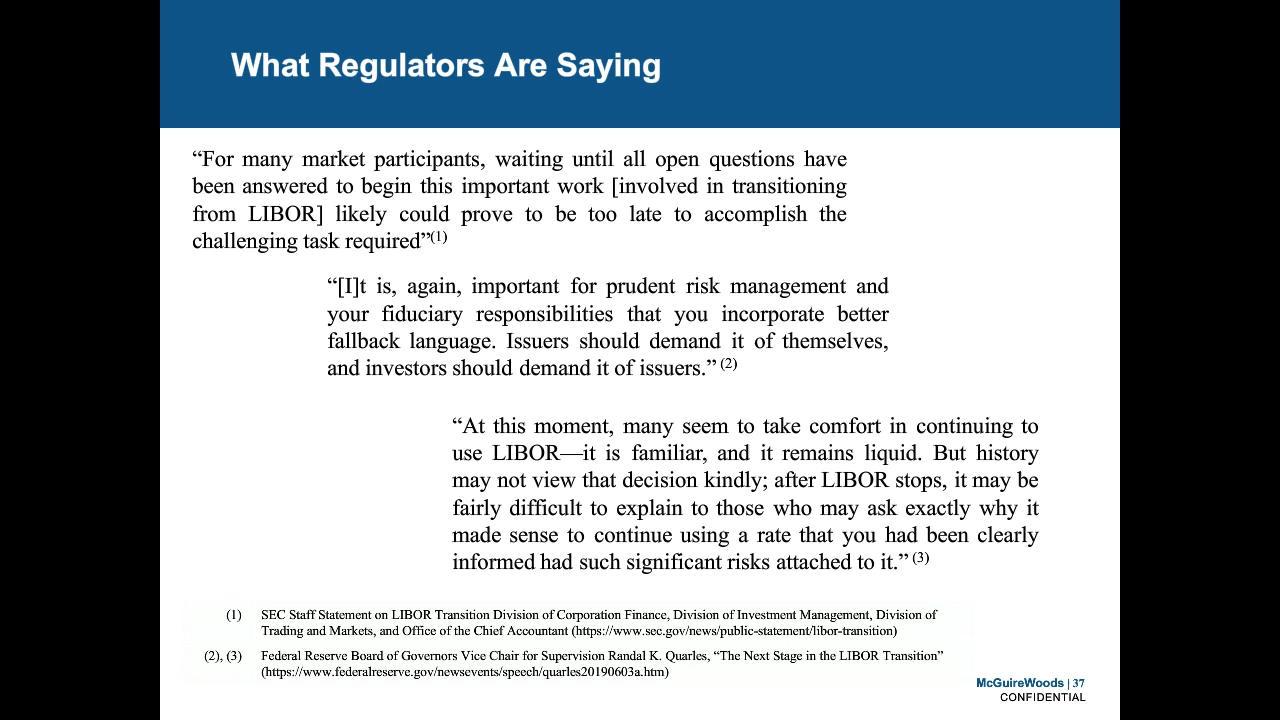 What Regulators Are Saying
“For many market participants, waiting until all open questions have
been answered to begin this important work [involved in transitioning
from LIBOR] likely could prove to be too late to accomplish the
challenging task required”(1)
“[I]t is, again, important for prudent risk management and
your fiduciary responsibilities that you incorporate better
fallback language. Issuers should demand it of themselves,
and investors should demand it of issuers.” (2)
“At this moment, many seem to take comfort in continuing to
use LIBOR—it is familiar, and it remains liquid. But history
may not view that decision kindly; after LIBOR stops, it may be
fairly difficult to explain to those who may ask exactly why it
made sense to continue using a rate that you had been clearly
informed had such significant risks attached to it.” (3)
(1) SEC Staff Statement on LIBOR Transition Division of Corporation Finance, Division of Investment Management, Division of
Trading and Markets, and Office of the Chief Accountant (https://www.sec.gov/news/public-statement/libor-transition)
(2), (3) Federal Reserve Board of Governors Vice Chair for Supervision Randal K. Quarles, “The Next Stage in the LIBOR Transition”
(https://www.federalreserve.gov/newsevents/speech/quarles20190603a.htm)
McGuireWoods | 37
CONFIDENTIAL